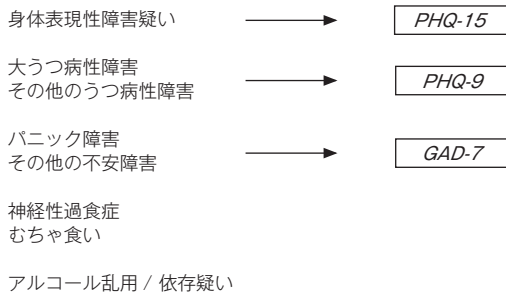 身体表現性障害疑い PHQ-15
大うつ病性障害
その他のうつ病性障害 PHQ-9
パニック障害
その他の不安障害 GAD-7
神経性過食症
むちゃ食い
アルコール乱用 / 依存疑い